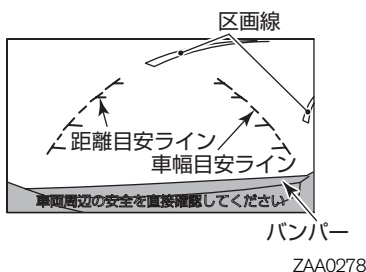 区画線
距離目安ライン
車幅目安ライン
車両周辺の安全を直接確認してください
バンパー
ZAA0278